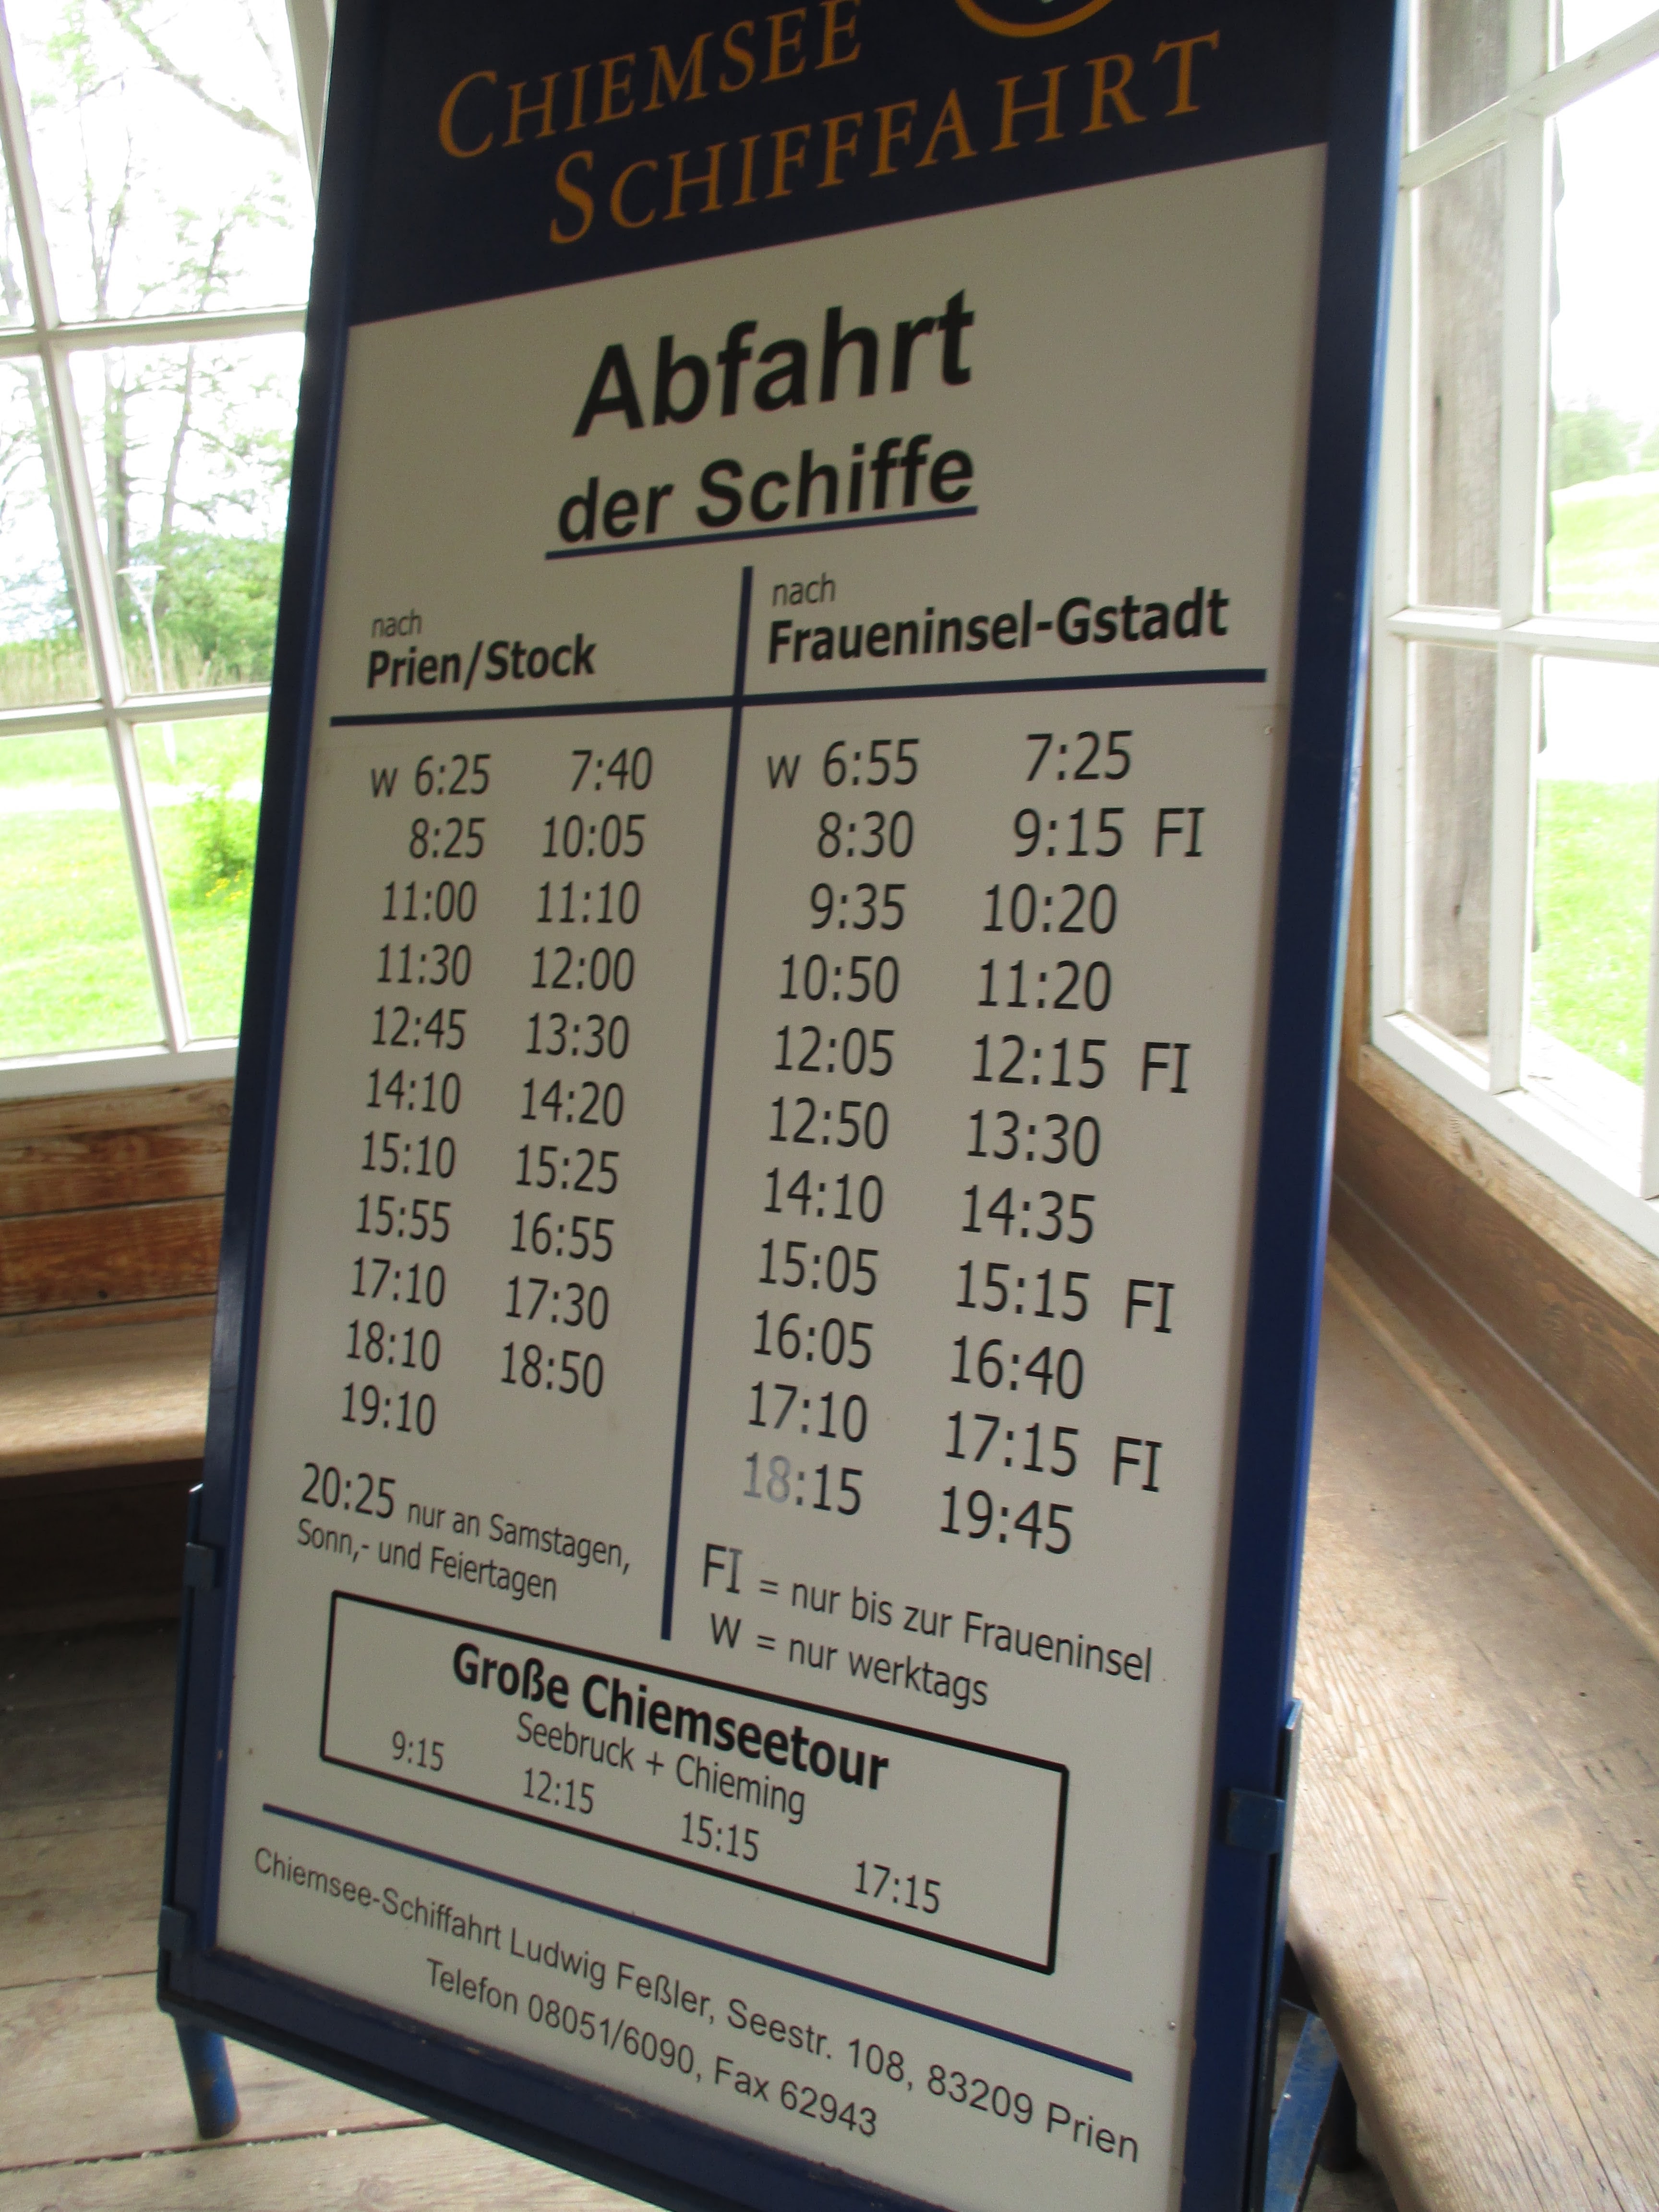 CHIEMSEE
SCHIFFFAHRT
Abfahrt
der Schiffe
nach
Prien/Stock
W 6:25 7:40
8:25 10:05
11:00 11:10
11:30 12:00
12:45 13:30
14:10 14:20
15:10 15:25
15:55 16:55
17:10 17:30
18:10 18:50
19:10
20:25 nur an Samstagen,
Sonn,- und Feiertagen
nach
Fraueninsel-Gstadt
W 6:55 7:25
8:30 9:15 FI
9:35 10:20
10:50 11:20
12:05 12:15 FI
12:50 13:30
14:10 14:35
15:05 15:15 FI
16:05 16:40
17:10 17:15 FI
18:15 19:45
FI = nur bis zur Fraueninsel
W = nur werktags
Große Chiemseetour
Seebruck + Chieming
9:15 12:15 15:15 17:15
Chiemsee-Schiffahrt Ludwig Feßler, Seestr. 108, 83209 Prien
Telefon 08051/6090, Fax 62943